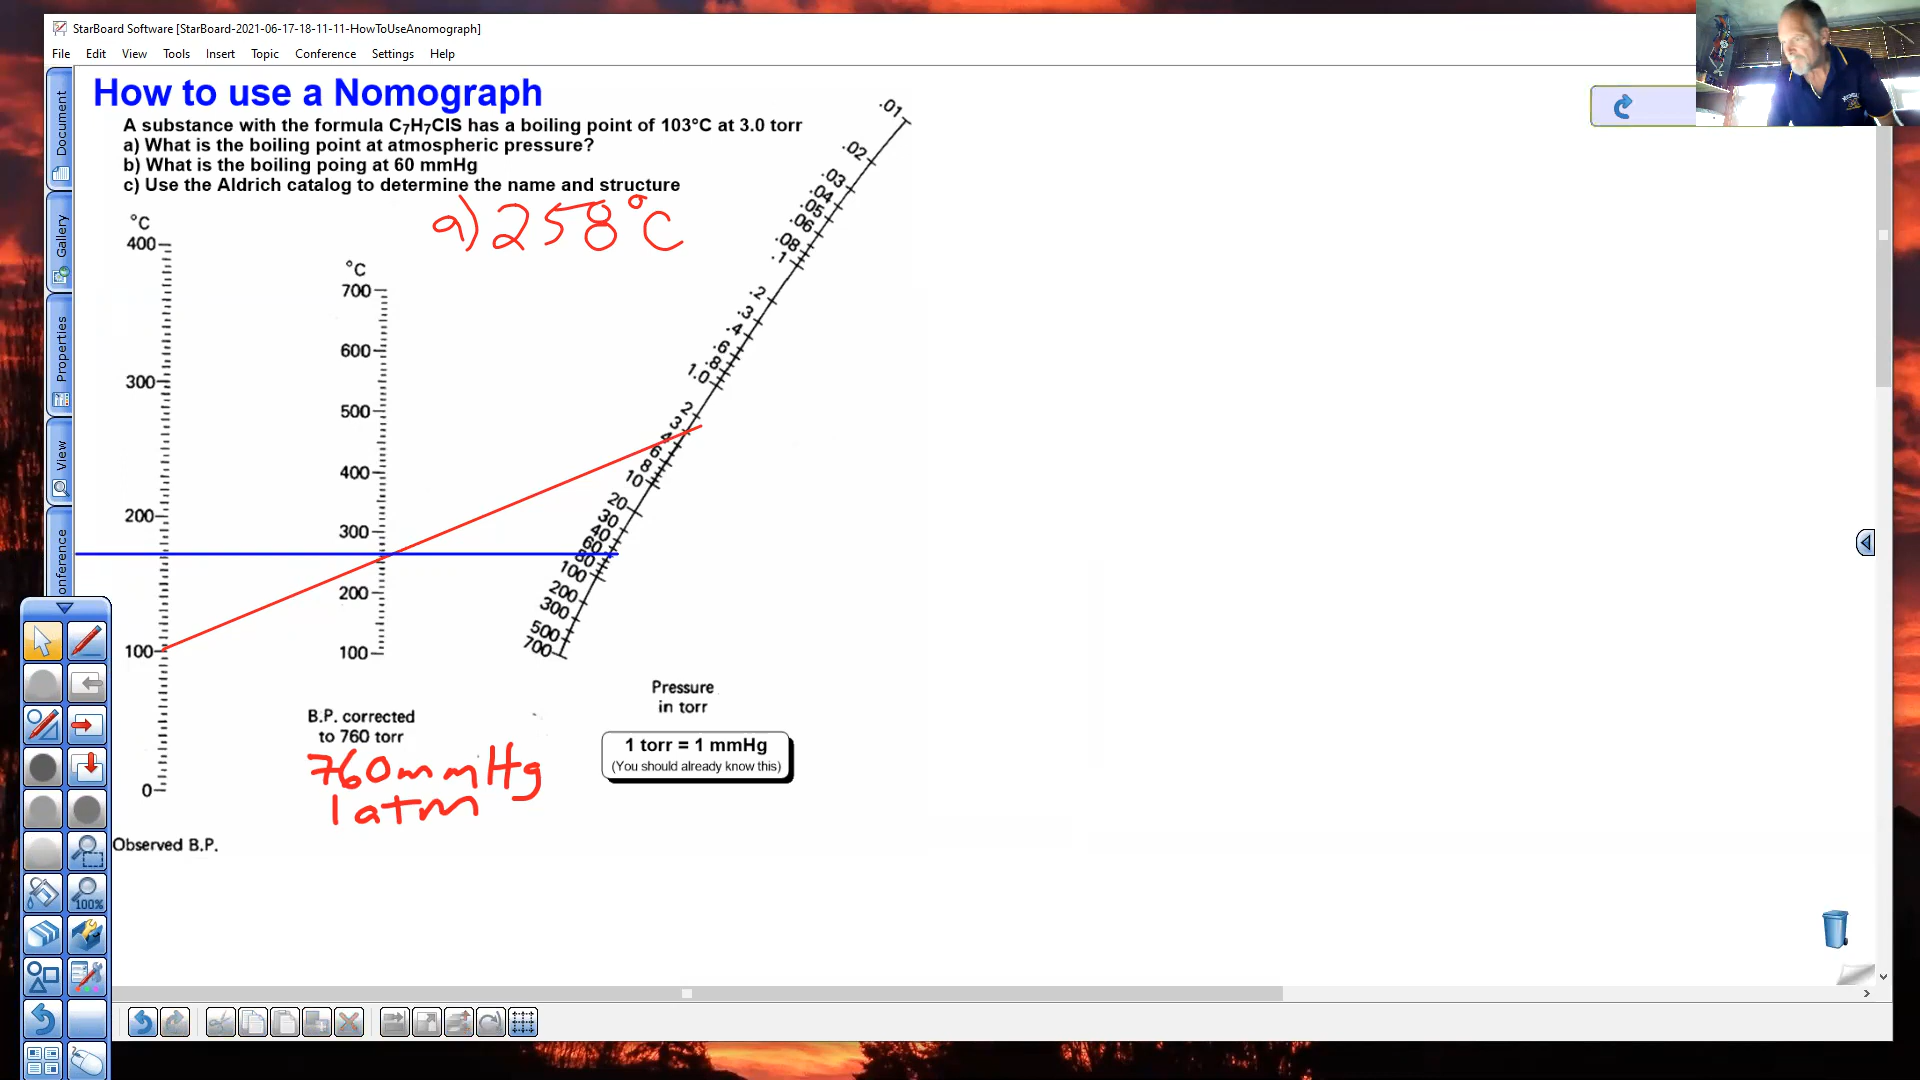 StarBoard Software [StarBoard-2021-06-17-18-11-11-HowToUseAnomograph]
File Edit View Tools Insert Topic Conference Settings Help
Document
Gallery
Properties
View
onference
How to use a Nomograph
A substance with the formula C₇H₇ClS has a boiling point of 103°C at 3.0 torr
a) What is the boiling point at atmospheric pressure?
b) What is the boiling poing at 60 mmHg
c) Use the Aldrich catalog to determine the name and structure
a) 258°C
°C
400
300
200
100
0
Observed B.P.
°C
700
600
500
400
300
200
100
B.P. corrected
to 760 torr
760mmHg
1atm
.01
.02
.03
.04
.05
.06
.08
.1
.2
.3
.4
.6
.8
1.0
2
3
4
6
8
10
20
30
40
60
80
100
200
300
500
700
Pressure
in torr
1 torr = 1 mmHg
(You should already know this)
100%